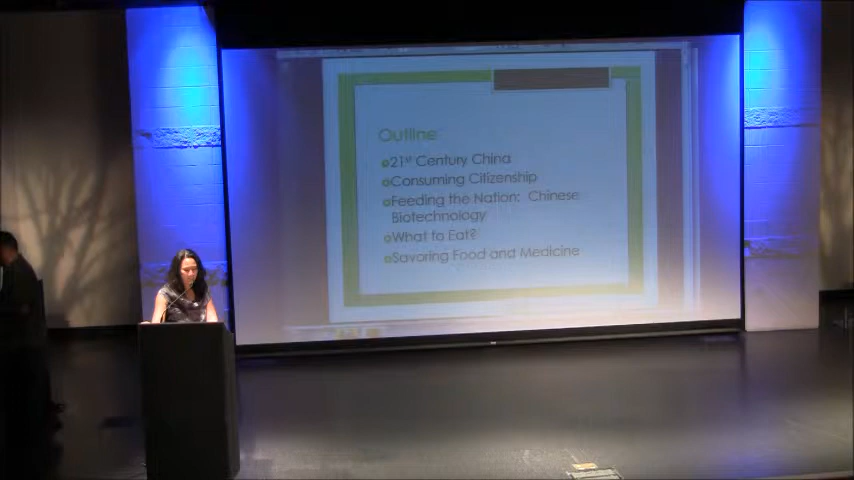 Outline
21st Century China
Consuming Citizenship
Feeding the Nation: Chinese
Biotechnology
What to Eat?
Savoring Food and Medicine